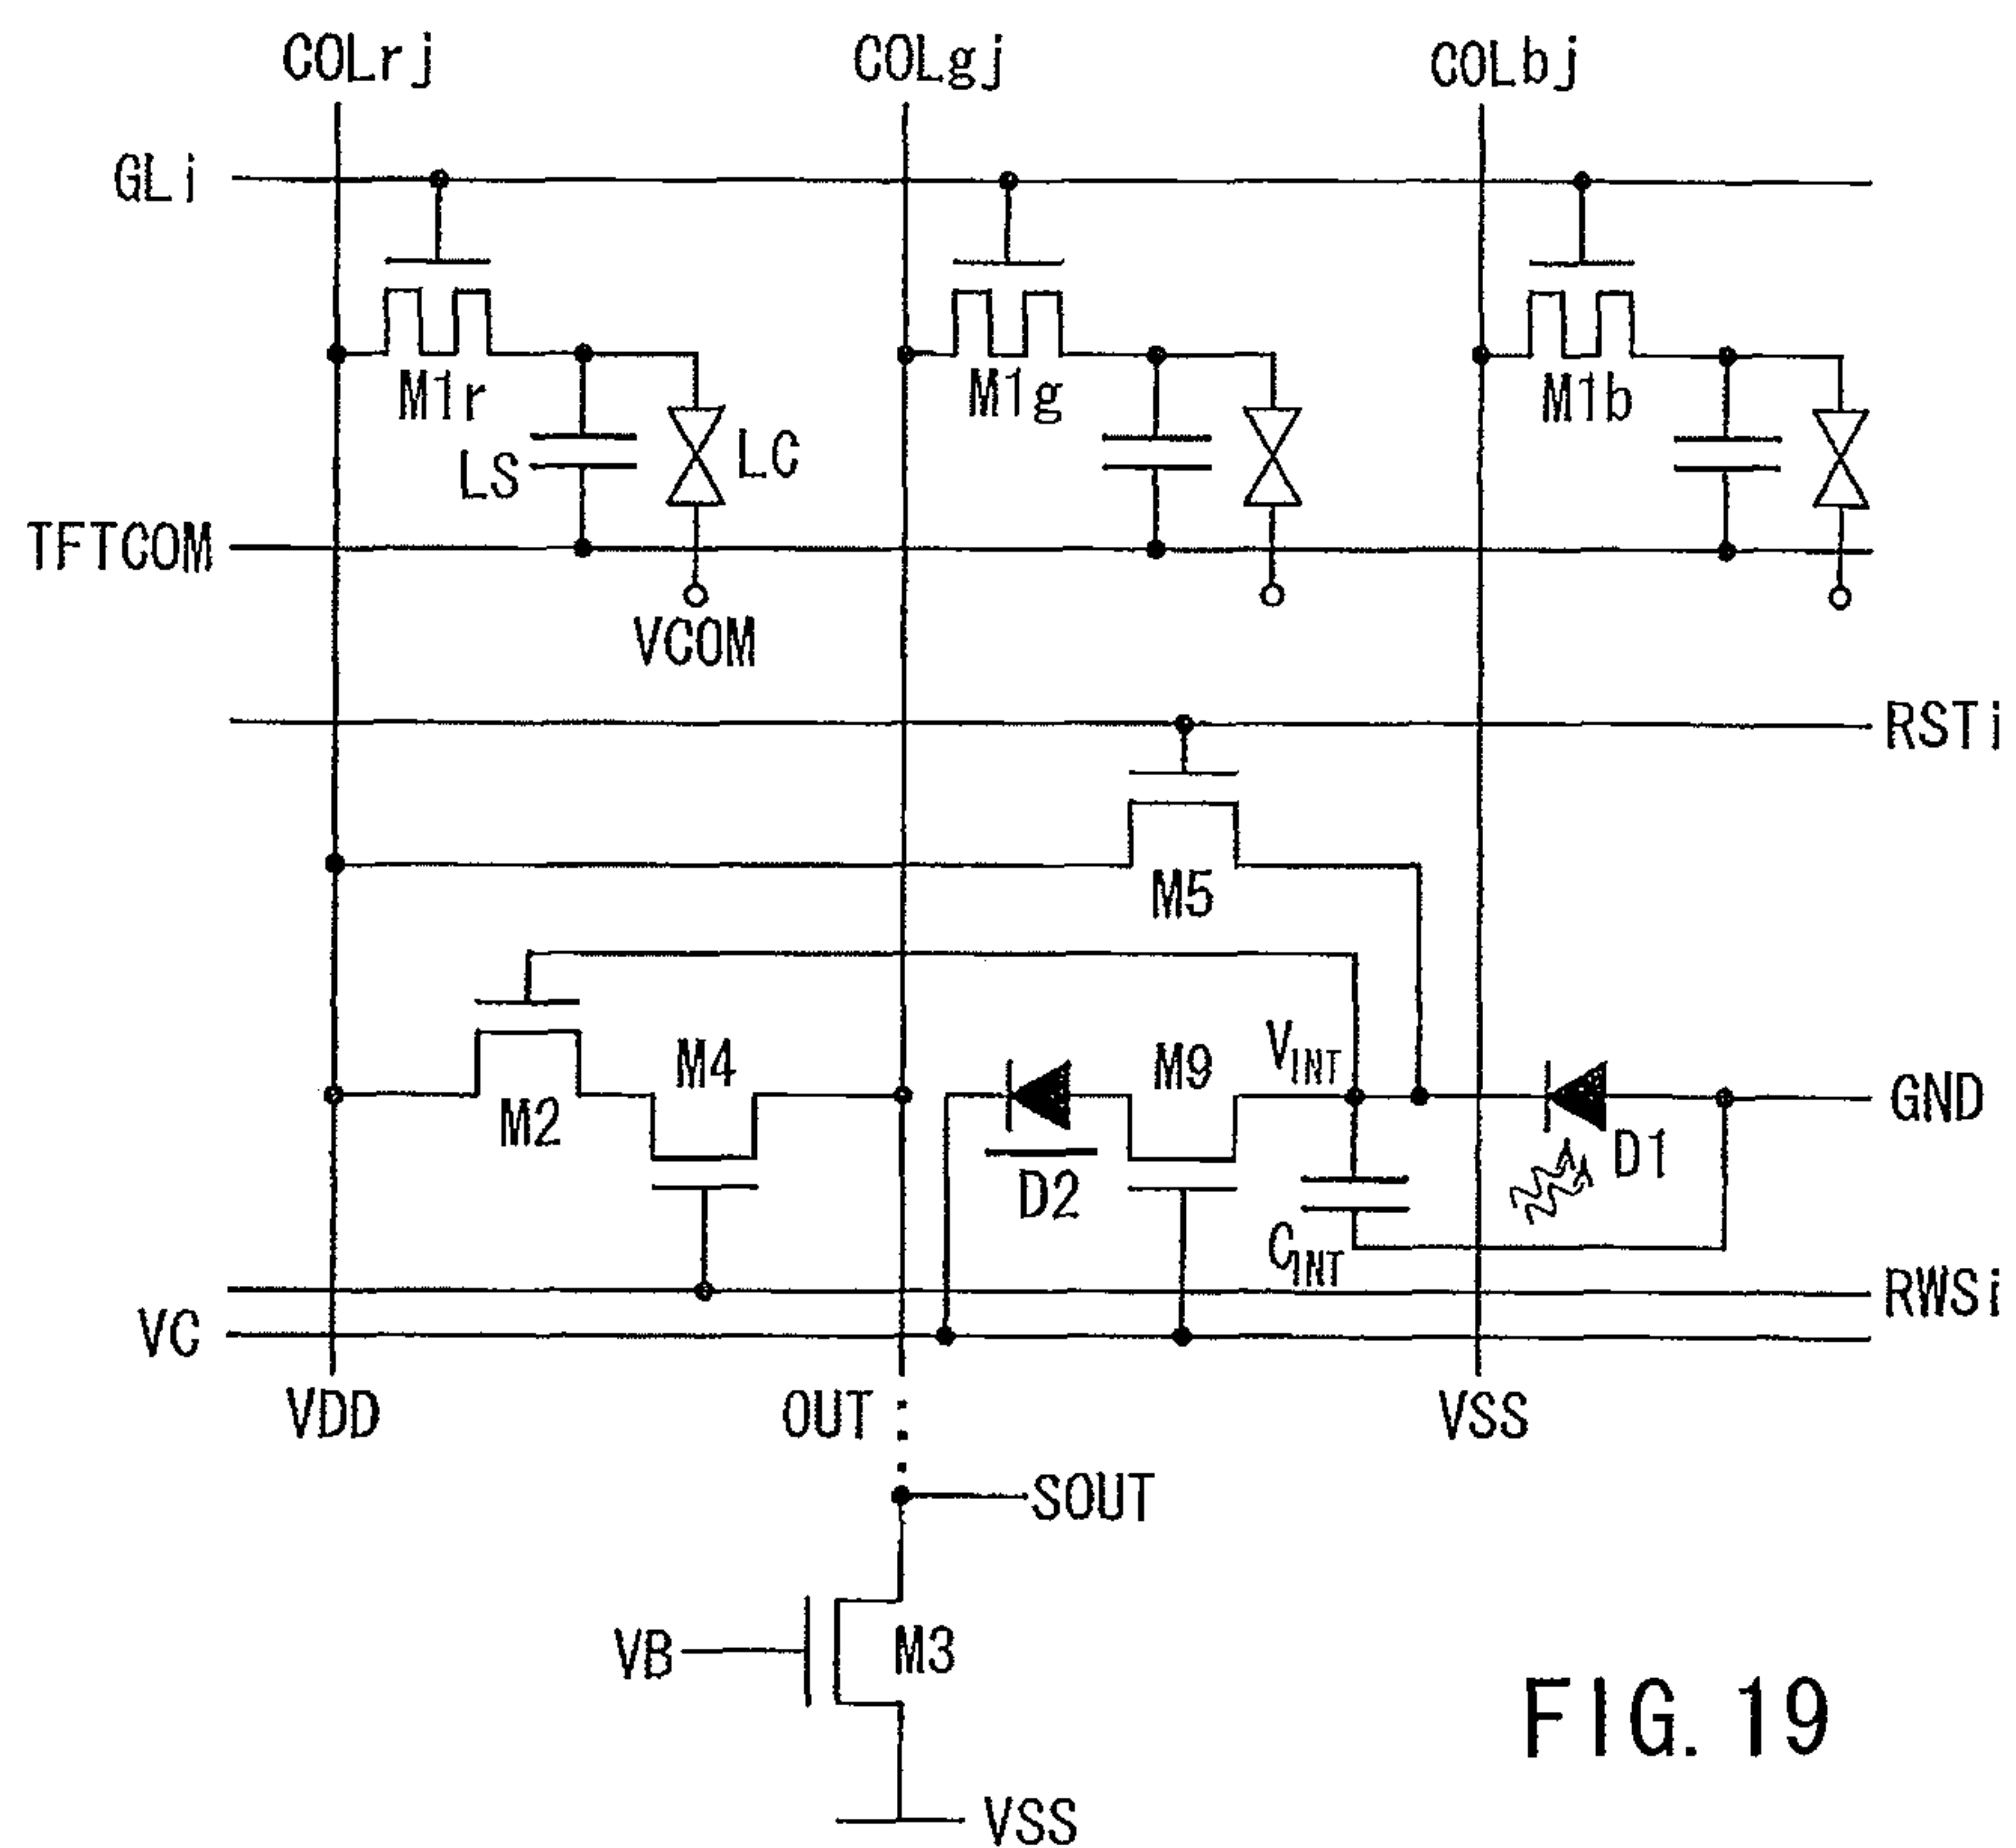 COLrj COLgj COLbj
GLi
M1r M1g M1b
LS LC
TFTCOM
VCOM
RSTi
M5
M2 M4 D2 M9 VINT D1 GND
CINT
RWSi
VC
VDD OUT VSS
SOUT
VB M3
VSS
FIG. 19